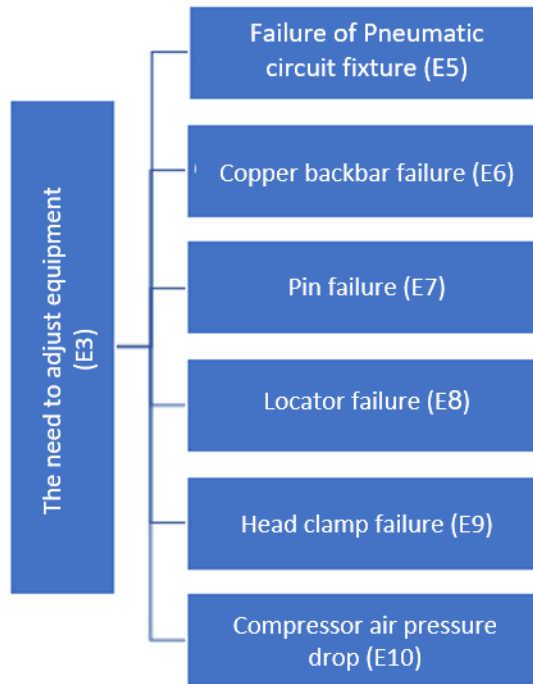 The need to adjust equipment
(E3)
Failure of Pneumatic
circuit fixture (E5)
Copper backbar failure (E6)
Pin failure (E7)
Locator failure (E8)
Head clamp failure (E9)
Compressor air pressure
drop (E10)